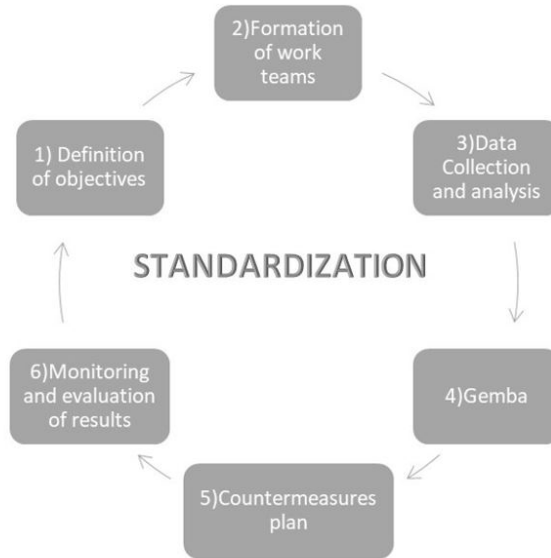 2)Formation
of work
teams
1) Definition
of objectives
3)Data
Collection
and analysis
STANDARDIZATION
6)Monitoring
and evaluation
of results
4)Gemba
5)Countermeasures
plan